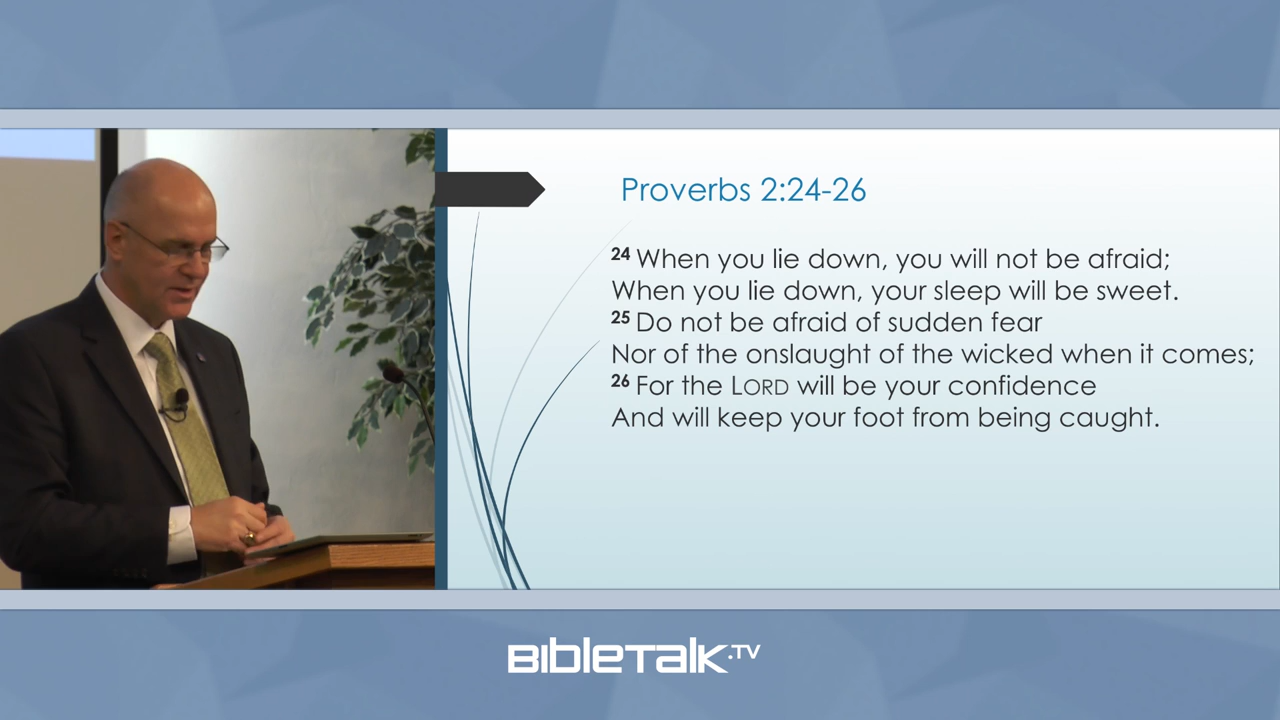 Proverbs 2:24-26
24 When you lie down, you will not be afraid;
When you lie down, your sleep will be sweet.
25 Do not be afraid of sudden fear
Nor of the onslaught of the wicked when it comes;
26 For the LORD will be your confidence
And will keep your foot from being caught.
BibleTalk.TV